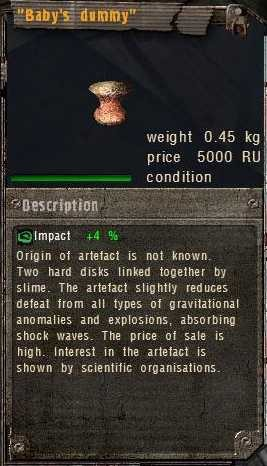 "Baby's dummy"
weight 0.45 kg
price 5000 RU
condition
Description
Impact +4 %
Origin of artefact is not known.
Two hard disks linked together by
slime. The artefact slightly reduces
defeat from all types of gravitational
anomalies and explosions, absorbing
shock waves. The price of sale is
high. Interest in the artefact is
shown by scientific organisations.